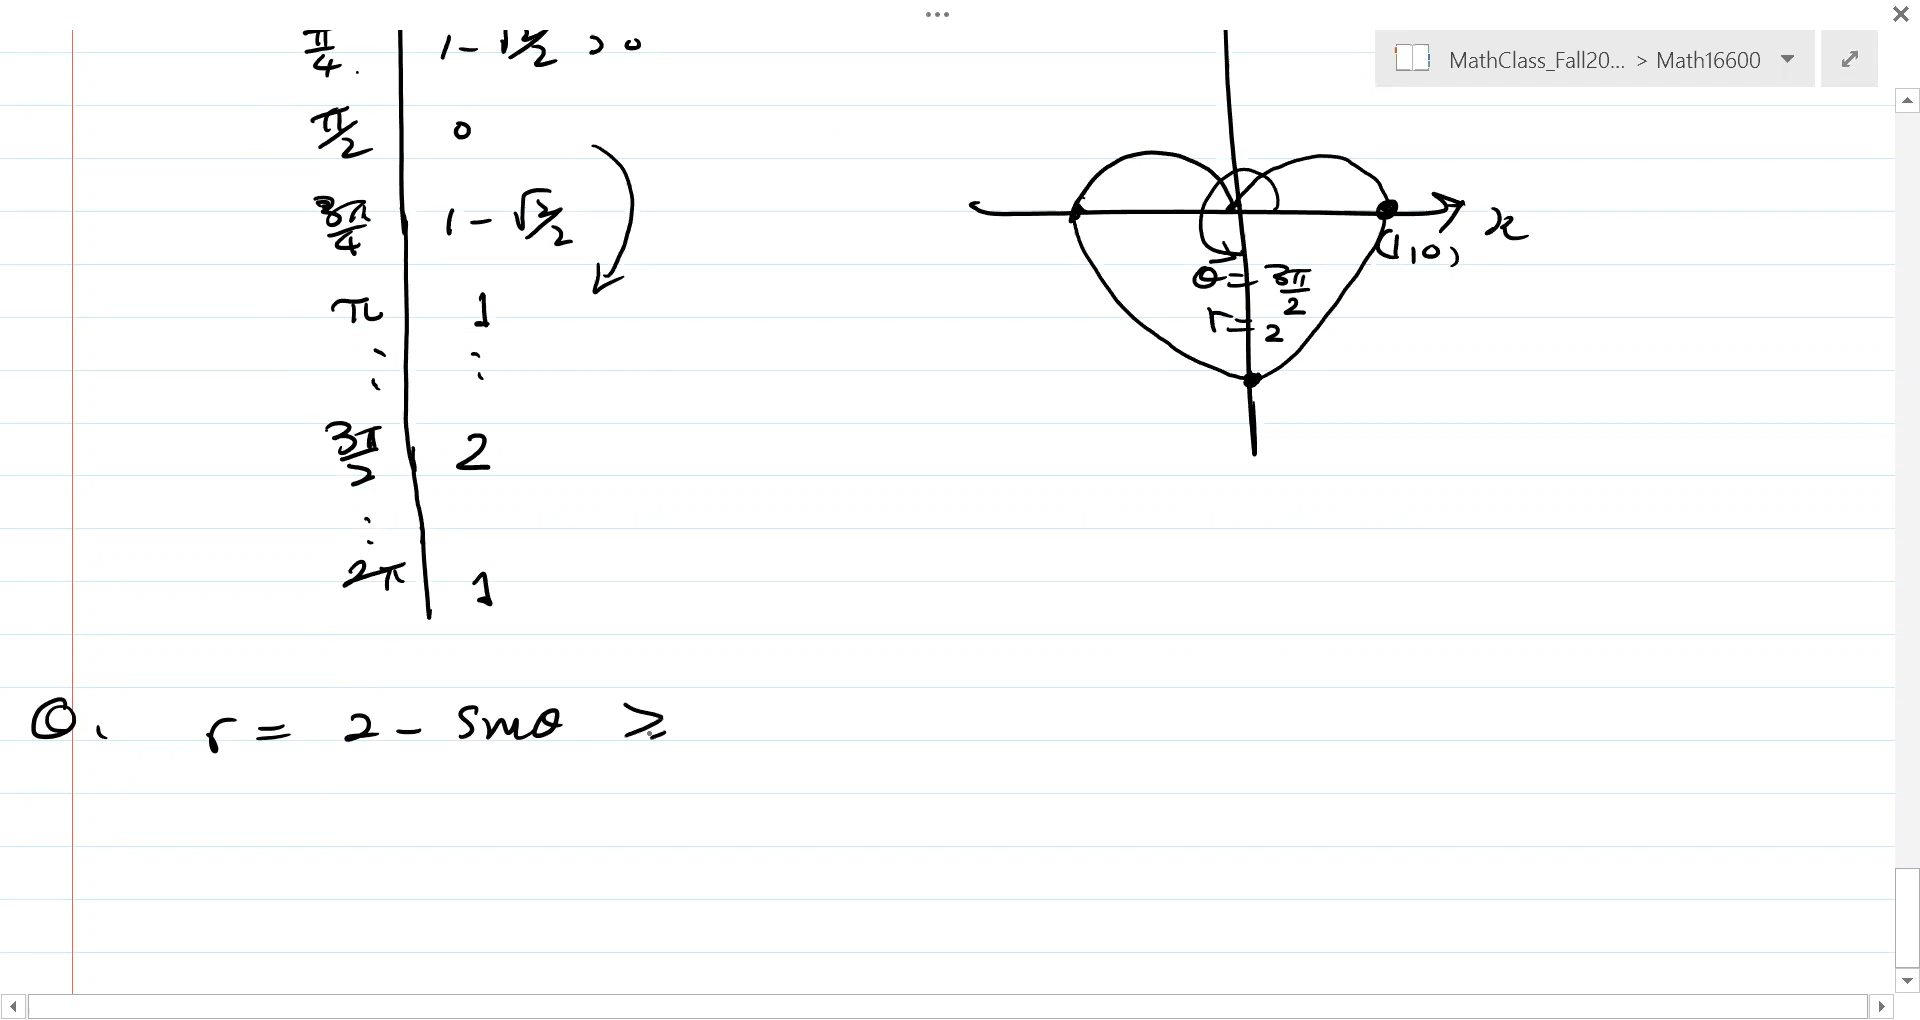 MathClass_Fall20... > Math16600
π/4 1 - √2/2 > 0
π/2 0
3π/4 1 - √2/2
π 1
⋮ ⋮
3π/2 2
⋮
2π 1
x
(1,0)
θ = 3π/2
r = 2
Q. r = 2 - sinθ ≥